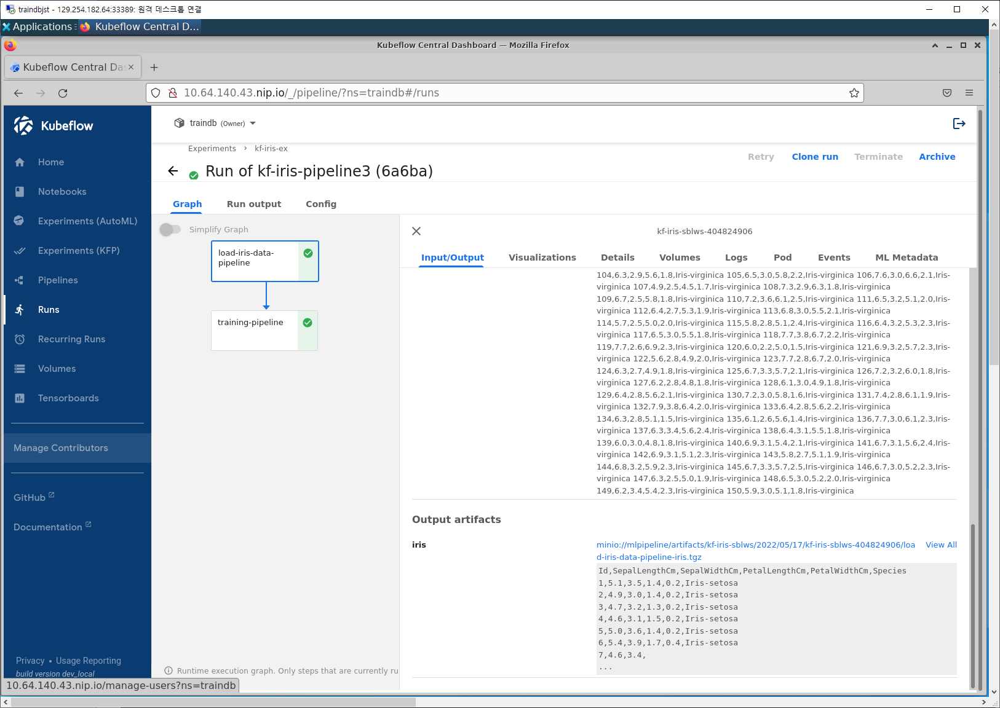 traindbjst - 129.254.182.64:33389: 원격 데스크톱 연결
Applications
Kubeflow Central D...
Kubeflow Central Dashboard — Mozilla Firefox
Kubeflow Central Da
10.64.140.43.nip.io/_/pipeline/?ns=traindb#/runs
Kubeflow
traindb (Owner)
Experiments › kf-iris-ex
Run of kf-iris-pipeline3 (6a6ba)
Retry
Clone run
Terminate
Archive
Home
Notebooks
Experiments (AutoML)
Experiments (KFP)
Pipelines
Runs
Recurring Runs
Volumes
Tensorboards
Manage Contributors
GitHub
Documentation
Privacy • Usage Reporting
build version dev_local
10.64.140.43.nip.io/manage-users?ns=traindb
Graph
Run output
Config
Simplify Graph
load-iris-data-
pipeline
training-pipeline
Runtime execution graph. Only steps that are currently ru
kf-iris-sblws-404824906
Input/Output
Visualizations
Details
Volumes
Logs
Pod
Events
ML Metadata
104,6.3,2.9,5.6,1.8,Iris-virginica 105,6.5,3.0,5.8,2.2,Iris-virginica 106,7.6,3.0,6.6,2.1,Iris-
virginica 107,4.9,2.5,4.5,1.7,Iris-virginica 108,7.3,2.9,6.3,1.8,Iris-virginica
109,6.7,2.5,5.8,1.8,Iris-virginica 110,7.2,3.6,6.1,2.5,Iris-virginica 111,6.5,3.2,5.1,2.0,Iris-
virginica 112,6.4,2.7,5.3,1.9,Iris-virginica 113,6.8,3.0,5.5,2.1,Iris-virginica
114,5.7,2.5,5.0,2.0,Iris-virginica 115,5.8,2.8,5.1,2.4,Iris-virginica 116,6.4,3.2,5.3,2.3,Iris-
virginica 117,6.5,3.0,5.5,1.8,Iris-virginica 118,7.7,3.8,6.7,2.2,Iris-virginica
119,7.7,2.6,6.9,2.3,Iris-virginica 120,6.0,2.2,5.0,1.5,Iris-virginica 121,6.9,3.2,5.7,2.3,Iris-
virginica 122,5.6,2.8,4.9,2.0,Iris-virginica 123,7.7,2.8,6.7,2.0,Iris-virginica
124,6.3,2.7,4.9,1.8,Iris-virginica 125,6.7,3.3,5.7,2.1,Iris-virginica 126,7.2,3.2,6.0,1.8,Iris-
virginica 127,6.2,2.8,4.8,1.8,Iris-virginica 128,6.1,3.0,4.9,1.8,Iris-virginica
129,6.4,2.8,5.6,2.1,Iris-virginica 130,7.2,3.0,5.8,1.6,Iris-virginica 131,7.4,2.8,6.1,1.9,Iris-
virginica 132,7.9,3.8,6.4,2.0,Iris-virginica 133,6.4,2.8,5.6,2.2,Iris-virginica
134,6.3,2.8,5.1,1.5,Iris-virginica 135,6.1,2.6,5.6,1.4,Iris-virginica 136,7.7,3.0,6.1,2.3,Iris-
virginica 137,6.3,3.4,5.6,2.4,Iris-virginica 138,6.4,3.1,5.5,1.8,Iris-virginica
139,6.0,3.0,4.8,1.8,Iris-virginica 140,6.9,3.1,5.4,2.1,Iris-virginica 141,6.7,3.1,5.6,2.4,Iris-
virginica 142,6.9,3.1,5.1,2.3,Iris-virginica 143,5.8,2.7,5.1,1.9,Iris-virginica
144,6.8,3.2,5.9,2.3,Iris-virginica 145,6.7,3.3,5.7,2.5,Iris-virginica 146,6.7,3.0,5.2,2.3,Iris-
virginica 147,6.3,2.5,5.0,1.9,Iris-virginica 148,6.5,3.0,5.2,2.0,Iris-virginica
149,6.2,3.4,5.4,2.3,Iris-virginica 150,5.9,3.0,5.1,1.8,Iris-virginica
Output artifacts
iris
minio://mlpipeline/artifacts/kf-iris-sblws/2022/05/17/kf-iris-sblws-404824906/loa
d-iris-data-pipeline-iris.tgz
View All
Id,SepalLengthCm,SepalWidthCm,PetalLengthCm,PetalWidthCm,Species
1,5.1,3.5,1.4,0.2,Iris-setosa
2,4.9,3.0,1.4,0.2,Iris-setosa
3,4.7,3.2,1.3,0.2,Iris-setosa
4,4.6,3.1,1.5,0.2,Iris-setosa
5,5.0,3.6,1.4,0.2,Iris-setosa
6,5.4,3.9,1.7,0.4,Iris-setosa
7,4.6,3.4,
...